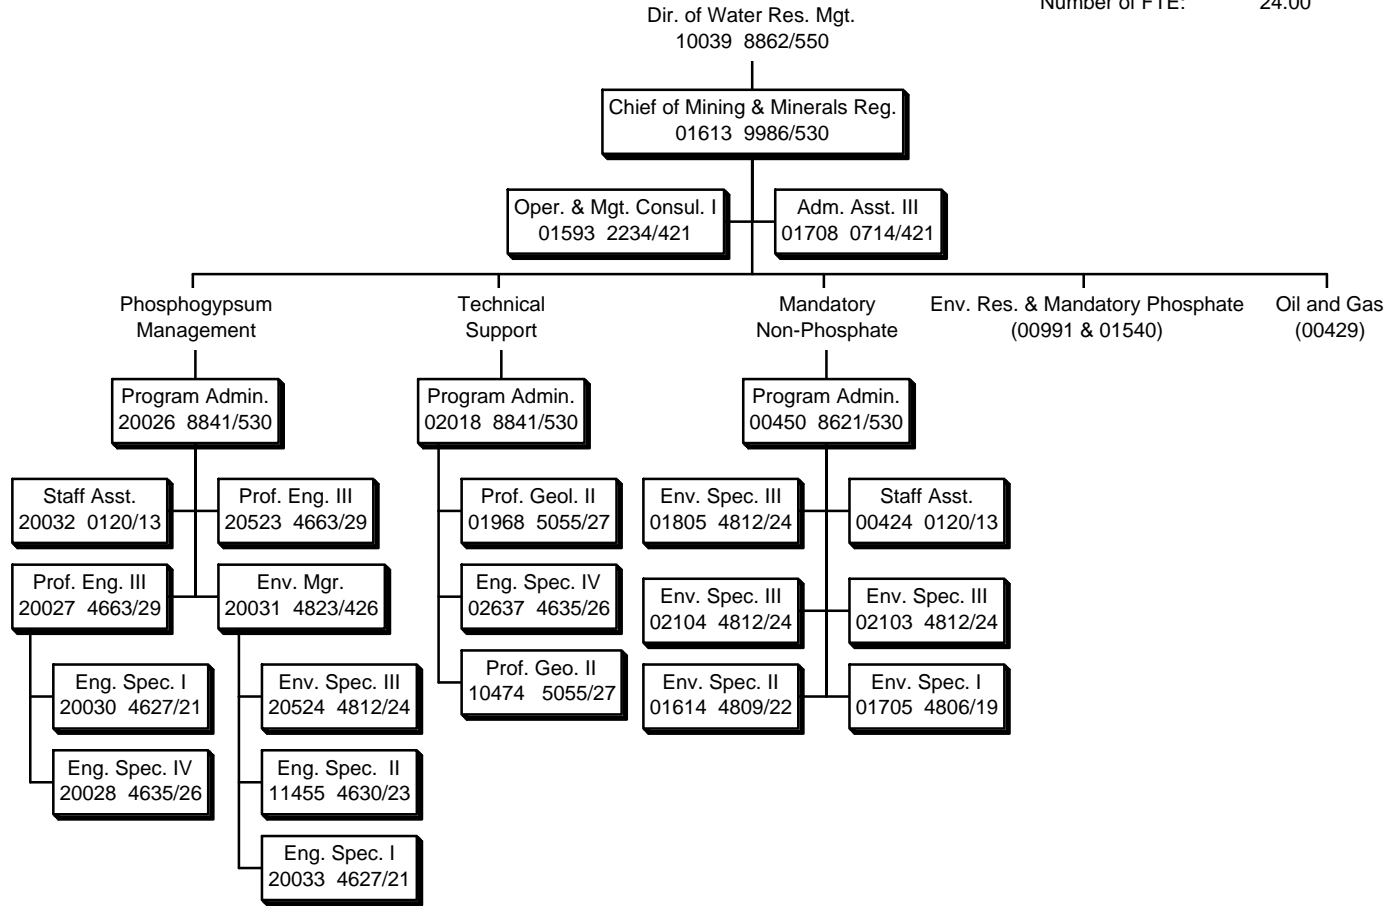 Number of FTE: 24.00
Dir. of Water Res. Mgt.
10039 8862/550
Chief of Mining & Minerals Reg.
01613 9986/530
Oper. & Mgt. Consul. I
01593 2234/421
Adm. Asst. III
01708 0714/421
Phosphogypsum
Management
Technical
Support
Mandatory
Non-Phosphate
Env. Res. & Mandatory Phosphate
(00991 & 01540)
Oil and Gas
(00429)
Program Admin.
20026 8841/530
Program Admin.
02018 8841/530
Program Admin.
00450 8621/530
Staff Asst.
20032 0120/13
Prof. Eng. III
20523 4663/29
Prof. Geol. II
01968 5055/27
Env. Spec. III
01805 4812/24
Staff Asst.
00424 0120/13
Prof. Eng. III
20027 4663/29
Env. Mgr.
20031 4823/426
Eng. Spec. IV
02637 4635/26
Env. Spec. III
02104 4812/24
Env. Spec. III
02103 4812/24
Eng. Spec. I
20030 4627/21
Env. Spec. III
20524 4812/24
Prof. Geo. II
10474 5055/27
Env. Spec. II
01614 4809/22
Env. Spec. I
01705 4806/19
Eng. Spec. IV
20028 4635/26
Eng. Spec. II
11455 4630/23
Eng. Spec. I
20033 4627/21